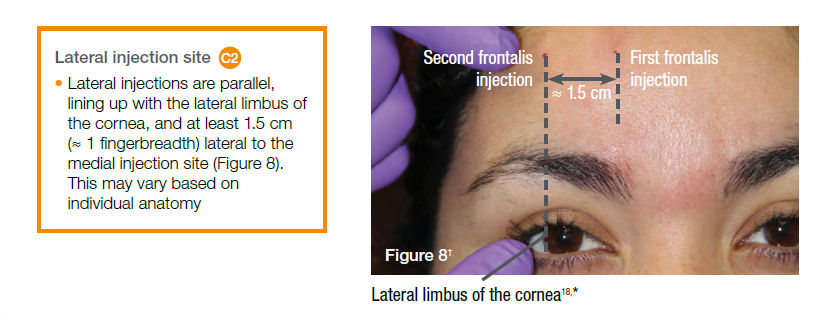 Lateral injection site C2
• Lateral injections are parallel,
lining up with the lateral limbus of
the cornea, and at least 1.5 cm
(≈ 1 fingerbreadth) lateral to the
medial injection site (Figure 8).
This may vary based on
individual anatomy
Second frontalis
injection
First frontalis
injection
≈ 1.5 cm
Figure 8†
Lateral limbus of the cornea18,*